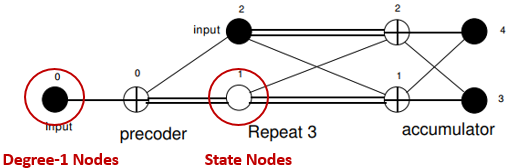 2
2
4
input
0
0
1
1
3
Input
precoder
Repeat 3
accumulator
Degree-1 Nodes
State Nodes